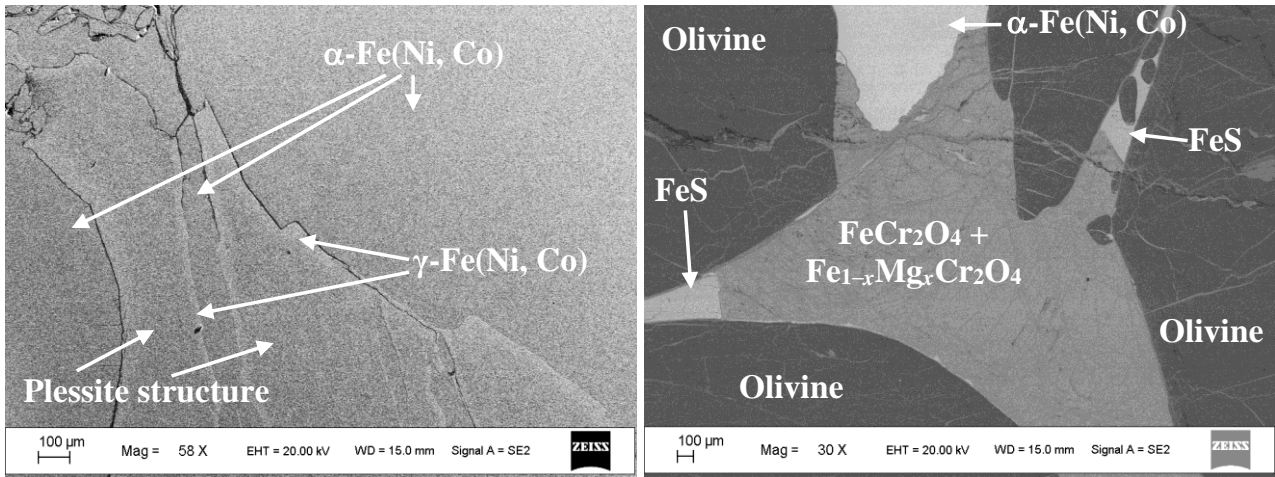 α-Fe(Ni, Co)
γ-Fe(Ni, Co)
Plessite structure
100 µm
Mag = 58 X
EHT = 20.00 kV
WD = 15.0 mm
Signal A = SE2
ZEISS
Olivine
α-Fe(Ni, Co)
FeS
FeS
FeCr₂O₄ +
Fe₁₋ₓMgₓCr₂O₄
Olivine
Olivine
100 µm
Mag = 30 X
EHT = 20.00 kV
WD = 15.0 mm
Signal A = SE2
ZEISS